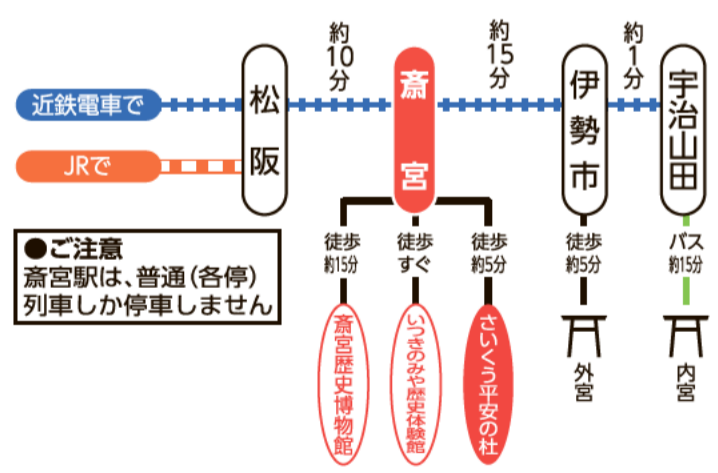 近鉄電車で
JRで
松阪
約10分
斎宮
約15分
伊勢市
約1分
宇治山田
●ご注意
斎宮駅は、普通(各停)
列車しか停車しません
徒歩
約15分
斎宮歴史博物館
徒歩
すぐ
いつきのみや歴史体験館
徒歩
約5分
さいくう平安の杜
徒歩
約5分
外宮
バス
約15分
内宮